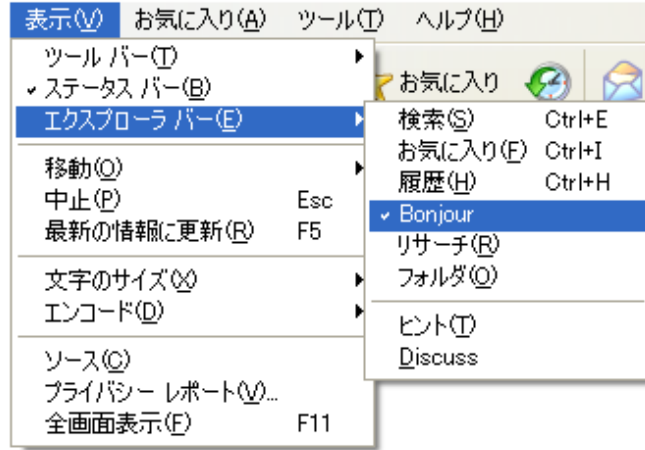 表示(V) お気に入り(A) ツール(T) ヘルプ(H)
お気に入り
ツール バー(T)
ステータス バー(B)
エクスプローラ バー(E)
移動(O)
中止(P) Esc
最新の情報に更新(R) F5
文字のサイズ(X)
エンコード(D)
ソース(C)
プライバシー レポート(V)...
全画面表示(F) F11
検索(S) Ctrl+E
お気に入り(F) Ctrl+I
履歴(H) Ctrl+H
Bonjour
リサーチ(R)
フォルダ(O)
ヒント(T)
Discuss